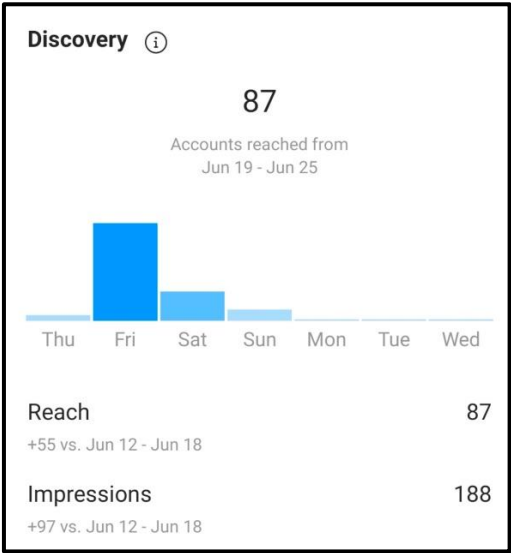 Discovery
87
Accounts reached from
Jun 19 - Jun 25
Thu Fri Sat Sun Mon Tue Wed
Reach 87
+55 vs. Jun 12 - Jun 18
Impressions 188
+97 vs. Jun 12 - Jun 18